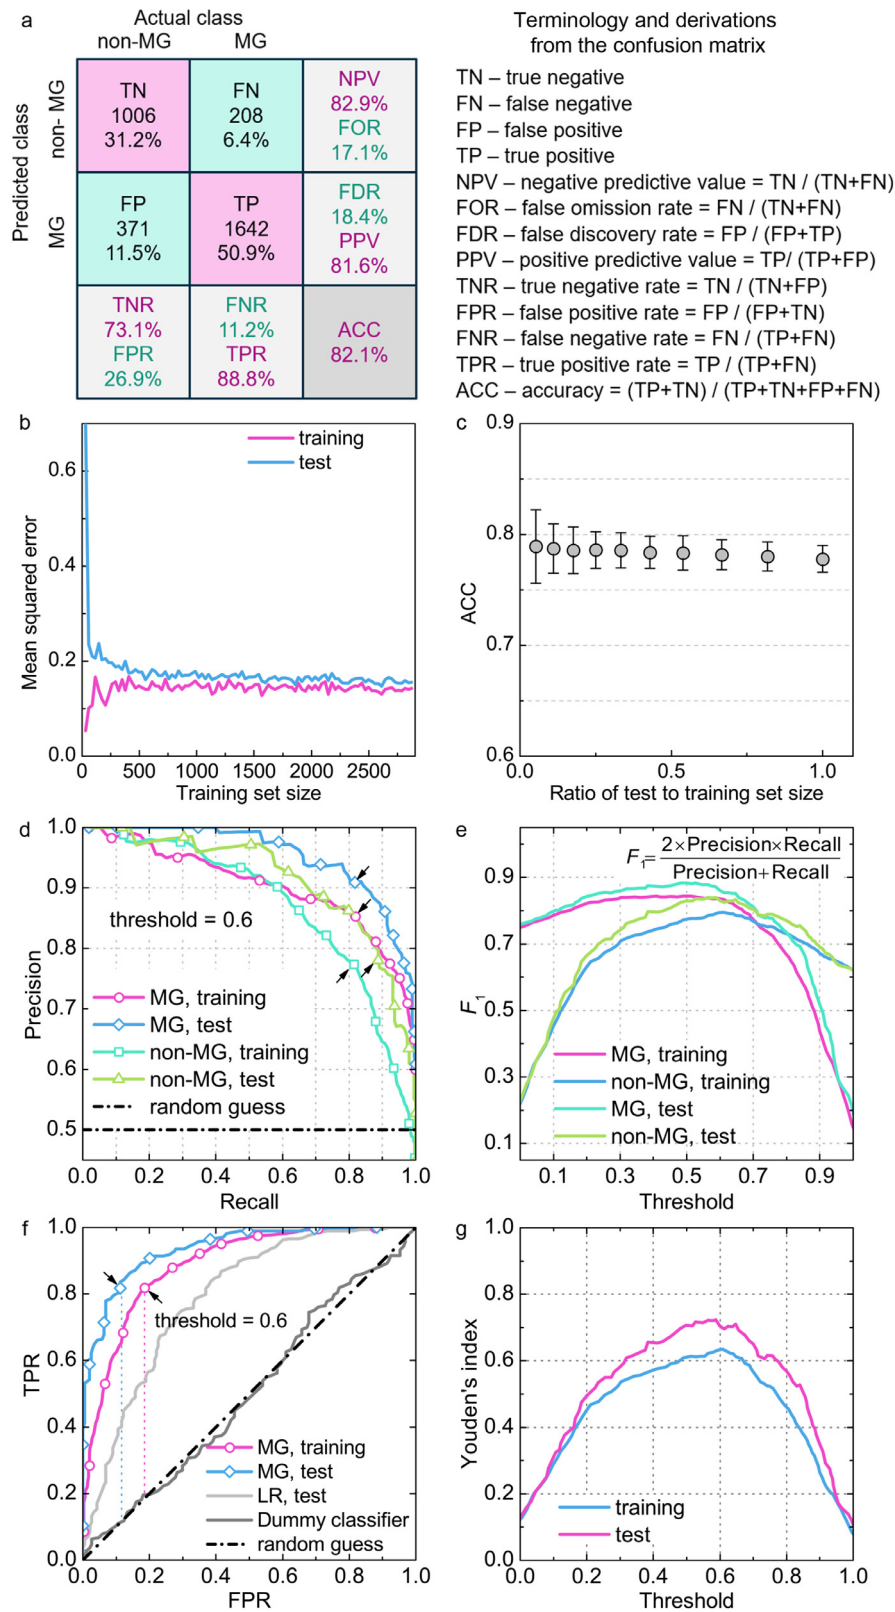 a
Actual class
non-MG MG
Predicted class
non- MG
MG
TN
1006
31.2%
FN
208
6.4%
NPV
82.9%
FOR
17.1%
FP
371
11.5%
TP
1642
50.9%
FDR
18.4%
PPV
81.6%
TNR
73.1%
FPR
26.9%
FNR
11.2%
TPR
88.8%
ACC
82.1%
Terminology and derivations
from the confusion matrix
TN – true negative
FN – false negative
FP – false positive
TP – true positive
NPV – negative predictive value = TN / (TN+FN)
FOR – false omission rate = FN / (TN+FN)
FDR – false discovery rate = FP / (FP+TP)
PPV – positive predictive value = TP/ (TP+FP)
TNR – true negative rate = TN / (TN+FP)
FPR – false positive rate = FP / (FP+TN)
FNR – false negative rate = FN / (TP+FN)
TPR – true positive rate = TP / (TP+FN)
ACC – accuracy = (TP+TN) / (TP+TN+FP+FN)
b
training
test
Mean squared error
0.6
0.4
0.2
0.0
0 500 1000 1500 2000 2500
Training set size
c
ACC
0.9
0.8
0.7
0.6
0.0 0.5 1.0
Ratio of test to training set size
d
Precision
1.0
0.9
0.8
0.7
0.6
0.5
threshold = 0.6
MG, training
MG, test
non-MG, training
non-MG, test
random guess
0.0 0.2 0.4 0.6 0.8 1.0
Recall
e
F1= 2×Precision×Recall
Precision+Recall
F1
1.1
0.9
0.7
0.5
0.3
0.1
MG, training
non-MG, training
MG, test
non-MG, test
0.1 0.3 0.5 0.7 0.9
Threshold
f
TPR
1.0
0.8
0.6
0.4
0.2
0.0
threshold = 0.6
MG, training
MG, test
LR, test
Dummy classifier
random guess
0.0 0.2 0.4 0.6 0.8 1.0
FPR
g
Youden's index
1.0
0.8
0.6
0.4
0.2
0.0
training
test
0.0 0.2 0.4 0.6 0.8 1.0
Threshold